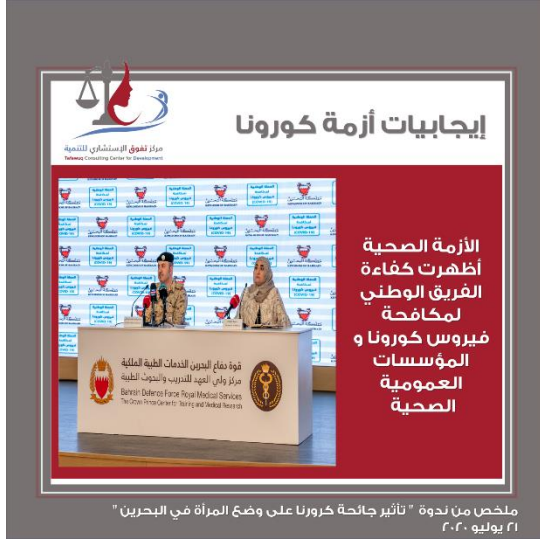 إيجابيات أزمة كورونا
مركز تفوق الإستشاري للتنمية
Tafawuq Consulting Center for Development
الأزمة الصحية
أظهرت كفاءة
الفريق الوطني
لمكافحة
فيروس كورونا و
المؤسسات
العمومية
الصحية
قوة دفاع البحرين الخدمات الطبية الملكية
مركز ولي العهد للتدريب والبحوث الطبية
Bahrain Defence Force Royal Medical Services
The Crown Prince Center for Training and Medical Research
ملخص من ندوة " تأثير جائحة كرورنا على وضع المرأة في البحرين "
٢١ يوليو ٢٠٢٠